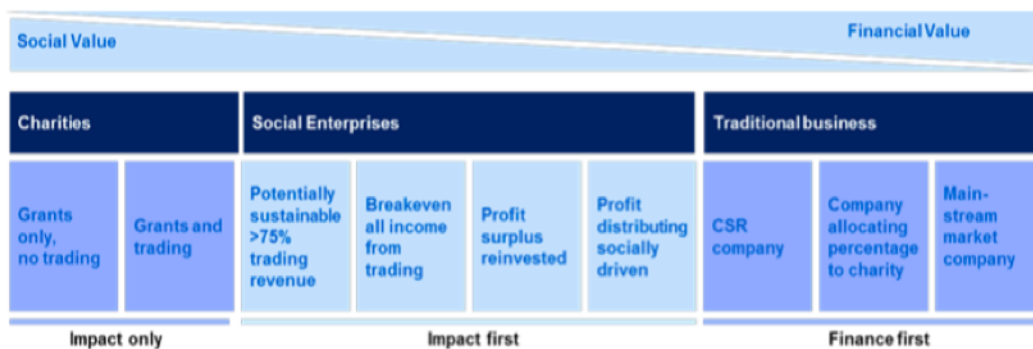 Social Value
Financial Value
Charities
Social Enterprises
Traditional business
Grants
only,
no trading
Grants and
trading
Potentially
sustainable
>75%
trading
revenue
Breakeven
all income
from
trading
Profit
surplus
reinvested
Profit
distributing
socially
driven
CSR
company
Company
allocating
percentage
to charity
Main-
stream
market
company
Impact only
Impact first
Finance first